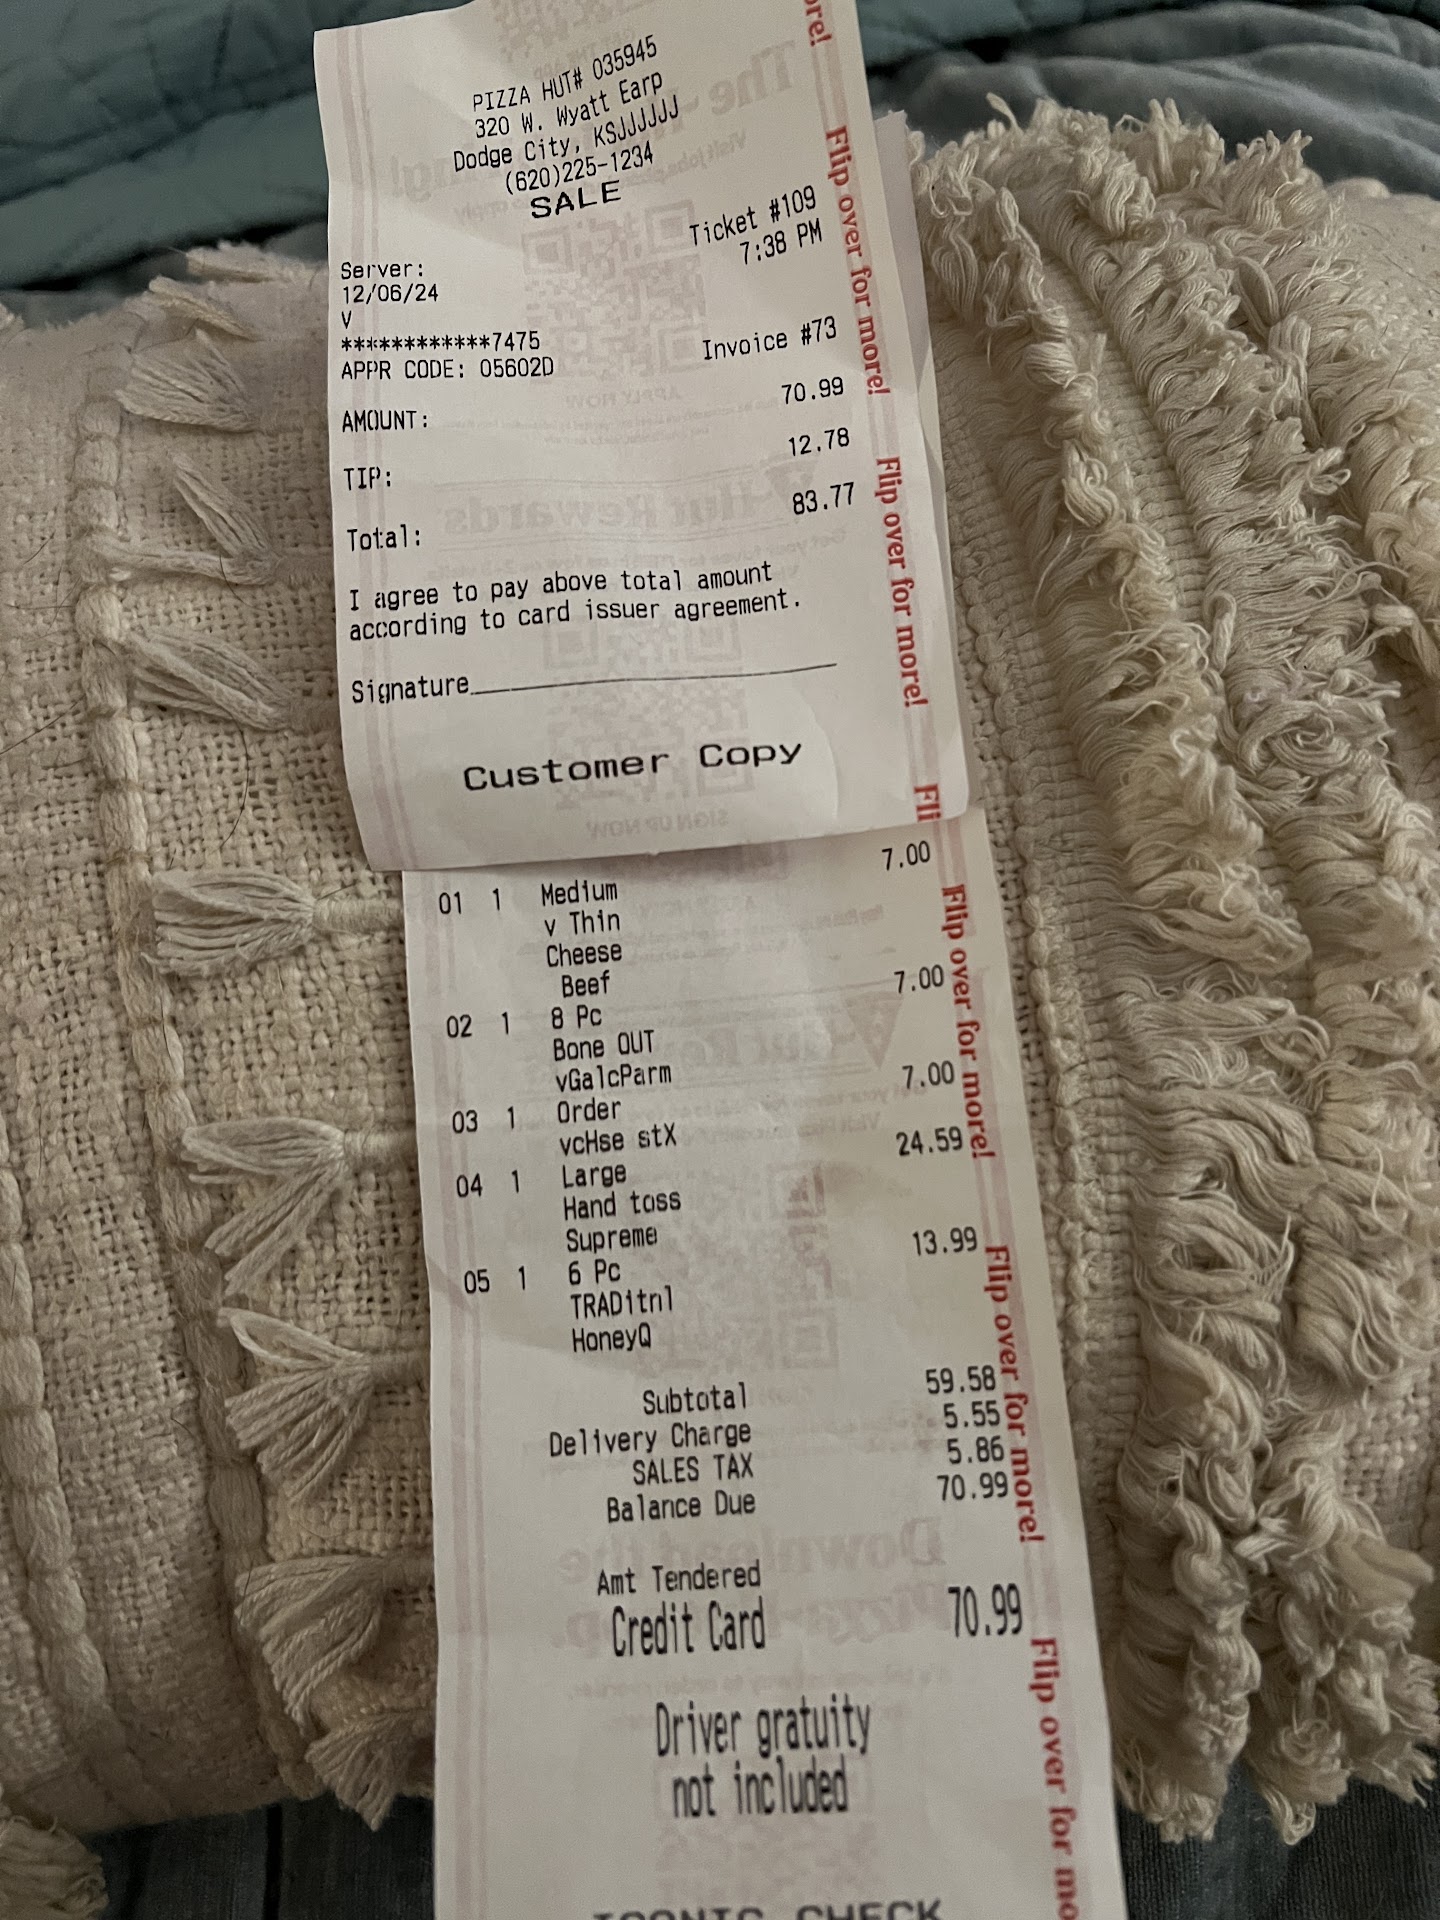 PIZZA HUT# 035945
320 W. Wyatt Earp
Dodge City, KSJJJJJJ
(620)225-1234
SALE
Ticket #109
Server: 7:38 PM
12/06/24
V
************7475
Invoice #73
APPR CODE: 05602D
AMOUNT: 70.99
TIP: 12.78
Total: 83.77
I agree to pay above total amount
according to card issuer agreement.
Signature
Customer Copy
01 1 Medium 7.00
v Thin
Cheese
Beef
02 1 8 Pc 7.00
Bone OUT
vGalcParm
03 1 Order 7.00
vcHse stX
04 1 Large 24.59
Hand toss
Supreme
05 1 6 Pc 13.99
TRADitnl
HoneyQ
Subtotal 59.58
Delivery Charge 5.55
SALES TAX 5.86
Balance Due 70.99
Amt Tendered
Credit Card 70.99
Driver gratuity
not included
ore!
Flip over for more!
Flip over for more!
Fli
Flip over for more!
Flip over for more!
Flip over for mo